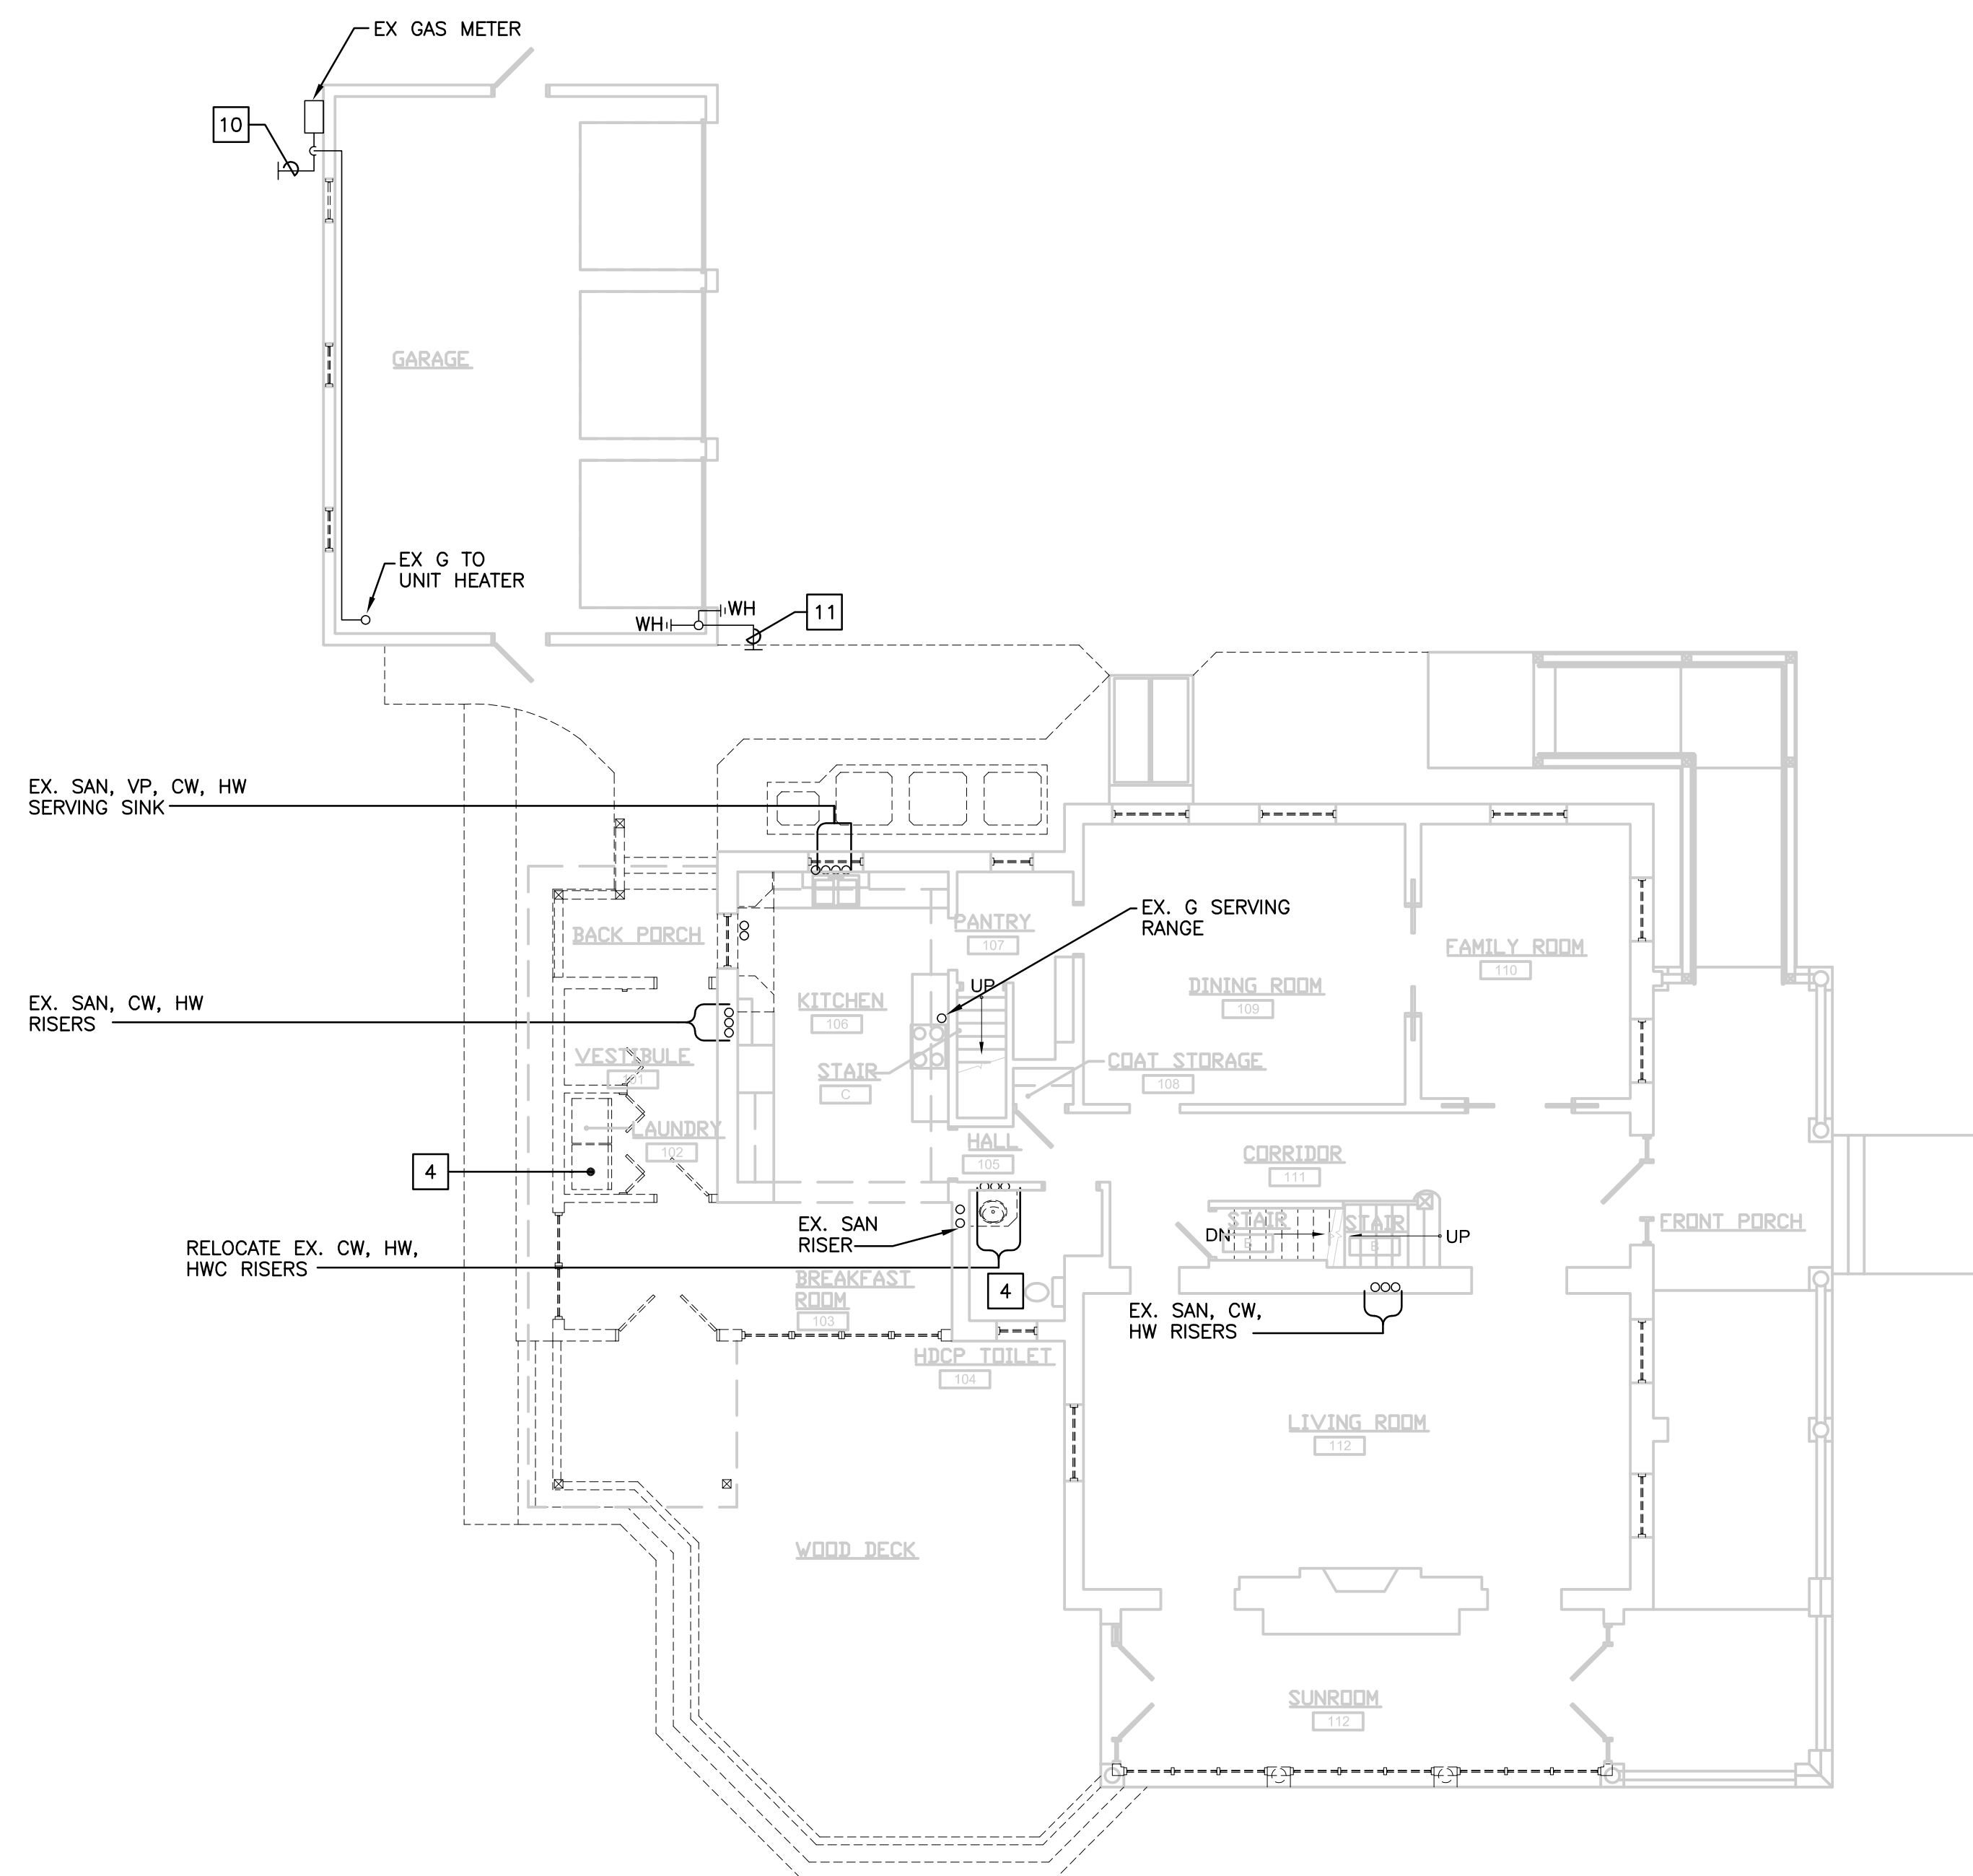 EX GAS METER
10
GARAGE
EX G TO
UNIT HEATER
WH
WH
11
EX. SAN, VP, CW, HW
SERVING SINK
EX. G SERVING
RANGE
BACK PORCH
PANTRY
107
FAMILY ROOM
110
UP
DINING ROOM
109
KITCHEN
106
EX. SAN, CW, HW
RISERS
VESTIBULE
101
STAIR
C
COAT STORAGE
108
LAUNDRY
102
HALL
105
CORRIDOR
111
4
EX. SAN
RISER
STAIR
DN
STAIR
B
UP
FRONT PORCH
RELOCATE EX. CW, HW,
HWC RISERS
BREAKFAST
ROOM
103
4
EX. SAN, CW,
HW RISERS
HDCP TOILET
104
LIVING ROOM
112
WOOD DECK
SUNROOM
112